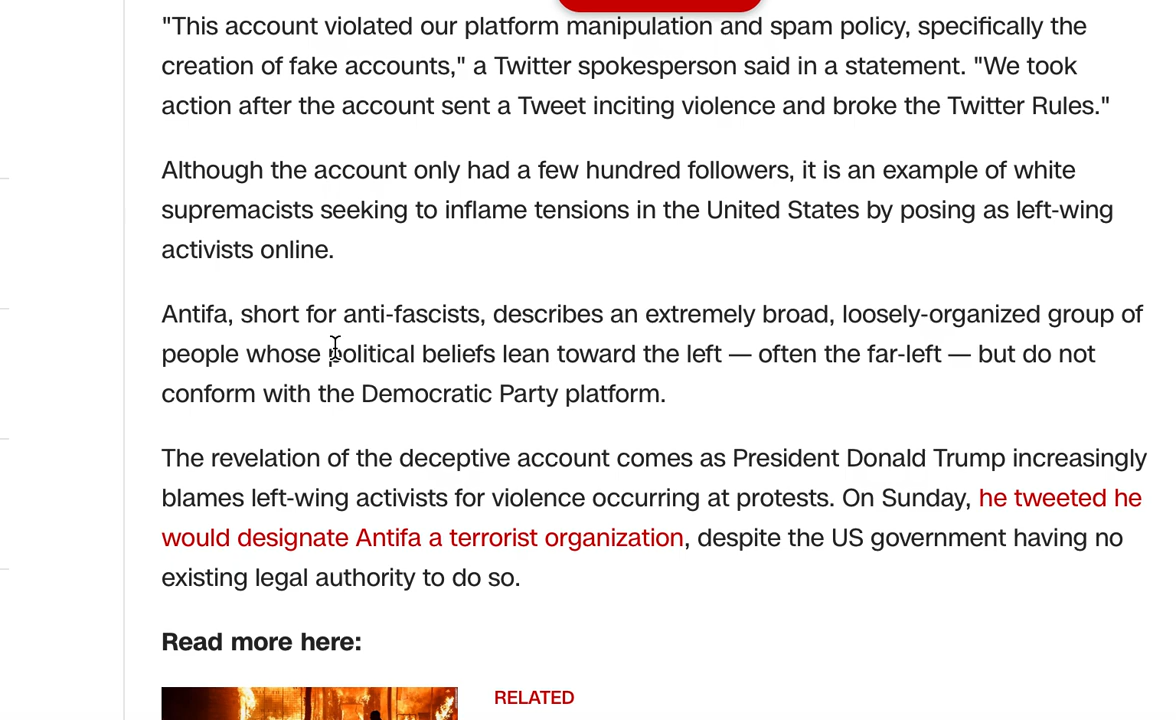 "This account violated our platform manipulation and spam policy, specifically the
creation of fake accounts," a Twitter spokesperson said in a statement. "We took
action after the account sent a Tweet inciting violence and broke the Twitter Rules."
Although the account only had a few hundred followers, it is an example of white
supremacists seeking to inflame tensions in the United States by posing as left-wing
activists online.
Antifa, short for anti-fascists, describes an extremely broad, loosely-organized group of
people whose political beliefs lean toward the left — often the far-left — but do not
conform with the Democratic Party platform.
The revelation of the deceptive account comes as President Donald Trump increasingly
blames left-wing activists for violence occurring at protests. On Sunday, he tweeted he
would designate Antifa a terrorist organization, despite the US government having no
existing legal authority to do so.
Read more here:
RELATED